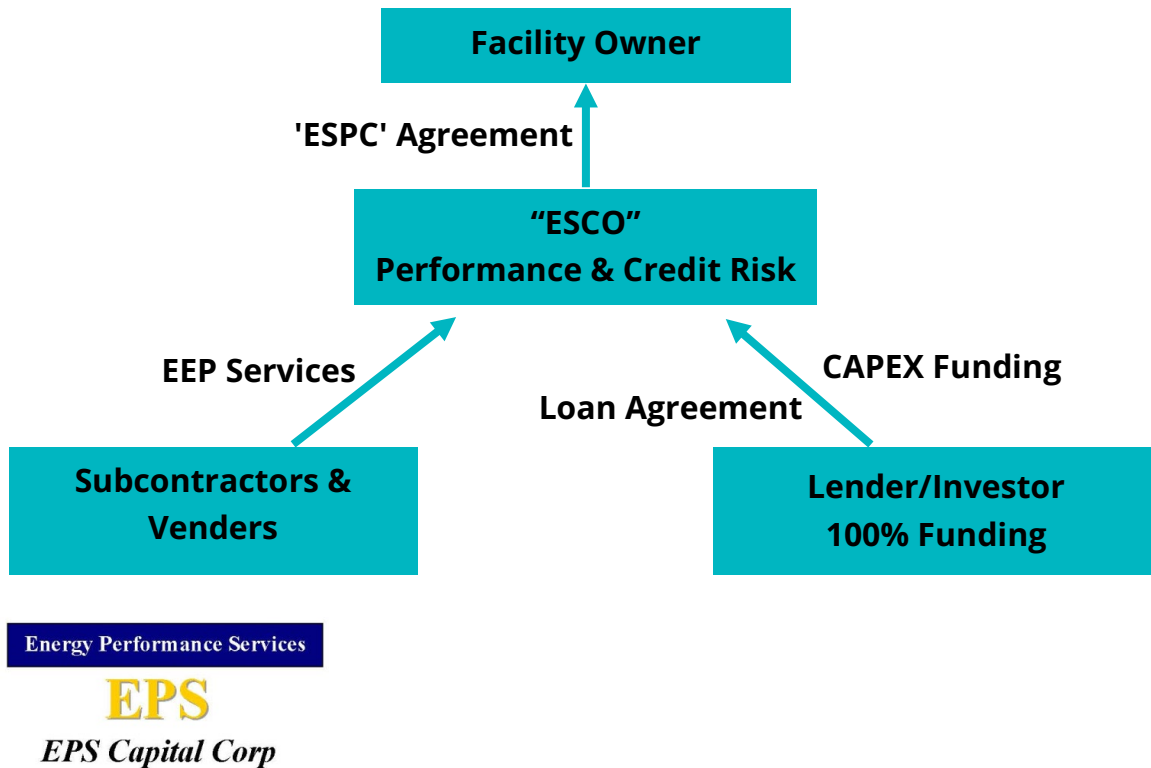 Facility Owner
'ESPC' Agreement
“ESCO”
Performance & Credit Risk
EEP Services
CAPEX Funding
Loan Agreement
Subcontractors &
Venders
Lender/Investor
100% Funding
Energy Performance Services
EPS
EPS Capital Corp